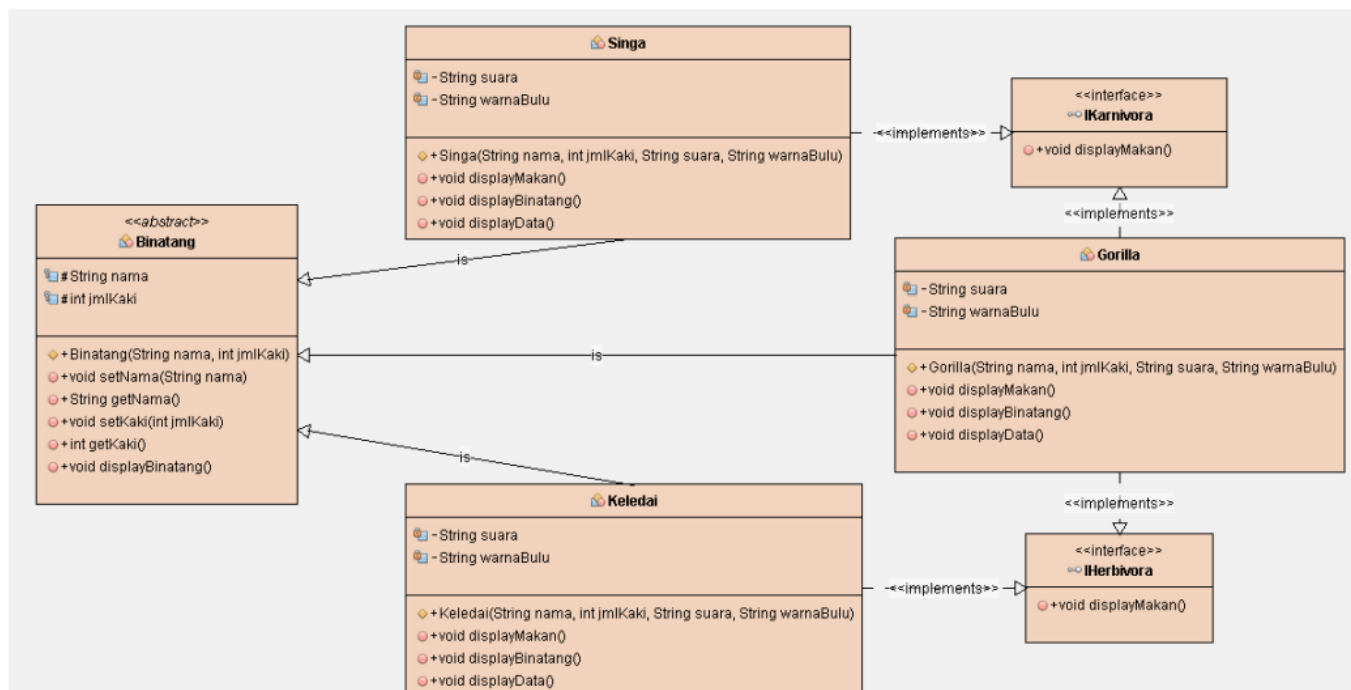 Singa
-String suara
-String warnaBulu
+Singa(String nama, int jmlKaki, String suara, String warnaBulu)
+void displayMakan()
+void displayBinatang()
+void displayData()
<<implements>>
<<interface>>
IKarnivora
+void displayMakan()
<<implements>>
<<abstract>>
Binatang
#String nama
#int jmlKaki
+Binatang(String nama, int jmlKaki)
+void setNama(String nama)
+String getNama()
+void setKaki(int jmlKaki)
+int getKaki()
+void displayBinatang()
is
is
is
Gorilla
-String suara
-String warnaBulu
+Gorilla(String nama, int jmlKaki, String suara, String warnaBulu)
+void displayMakan()
+void displayBinatang()
+void displayData()
<<implements>>
Keledai
-String suara
-String warnaBulu
+Keledai(String nama, int jmlKaki, String suara, String warnaBulu)
+void displayMakan()
+void displayBinatang()
+void displayData()
<<implements>>
<<interface>>
IHerbivora
+void displayMakan()